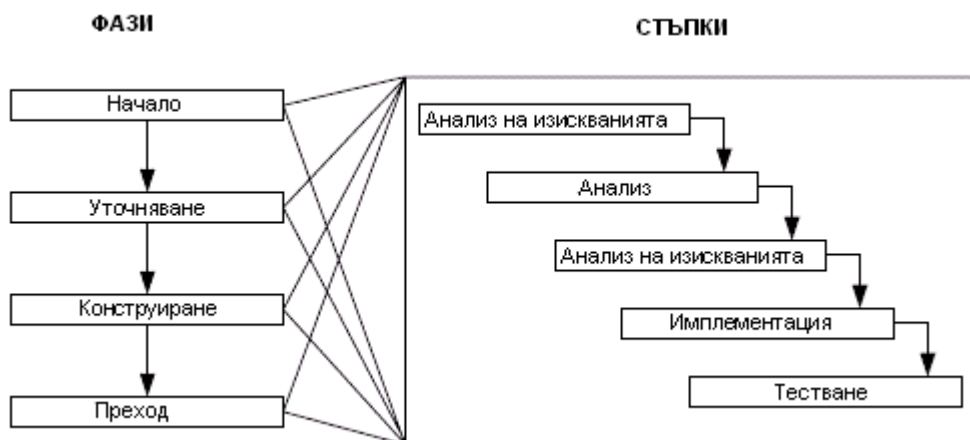 ФАЗИ
СТЪПКИ
Начало
Уточняване
Конструиране
Преход
Анализ на изискванията
Анализ
Анализ на изискванията
Имплементация
Тестване